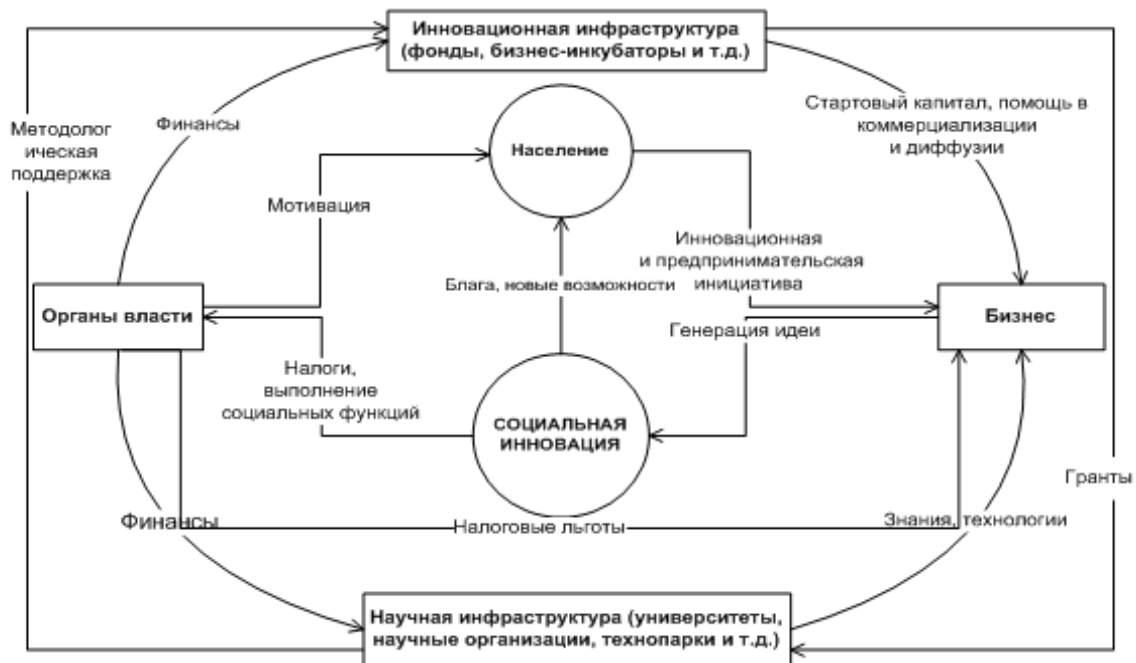 Инновационная инфраструктура
(фонды, бизнес-инкубаторы и т.д.)
Финансы
Методолог
ическая
поддержка
Стартовый капитал, помощь в
коммерциализации
и диффузии
Население
Мотивация
Инновационная
и предпринимательская
инициатива
Блага, новые возможности
Органы власти
Бизнес
Генерация идеи
Налоги,
выполнение
социальных функций
СОЦИАЛЬНАЯ
ИННОВАЦИЯ
Гранты
Финансы
Налоговые льготы
Знания, технологии
Научная инфраструктура (университеты,
научные организации, технопарки и т.д.)